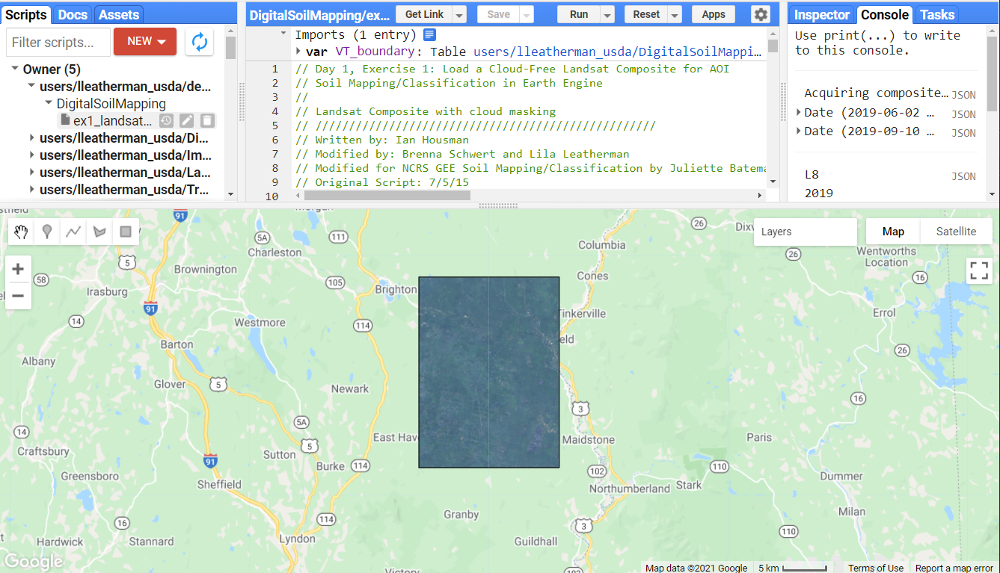 Scripts Docs Assets
Filter scripts... NEW
Owner (5)
users/lleatherman_usda/de...
DigitalSoilMapping
ex1_landsat...
users/lleatherman_usda/Di...
users/lleatherman_usda/Im...
users/lleatherman_usda/La...
users/lleatherman_usda/Tr...
DigitalSoilMapping/ex... Get Link Save Run Reset Apps
Imports (1 entry)
var VT_boundary: Table users/lleatherman_usda/DigitalSoilMappi...
1 // Day 1, Exercise 1: Load a Cloud-Free Landsat Composite for AOI
2 // Soil Mapping/Classification in Earth Engine
3 //
4 // Landsat Composite with cloud masking
5 // ///////////////////////////////////////////////////
6 // Written by: Ian Housman
7 // Modified by: Brenna Schwert and Lila Leatherman
8 // Modified for NCRS GEE Soil Mapping/Classification by Juliette Batema
9 // Original Script: 7/5/15
10
Inspector Console Tasks
Use print(...) to write
to this console.
Acquiring composite... JSON
Date (2019-06-02 ... JSON
Date (2019-09-10 ... JSON
L8 JSON
2019
91
111
5A
Charleston
5
Brownington
58
105
Brighton
Irasburg
91
14
Westmore
114
Barton
Albany
Glover
5
Newark
5A
14
East Hav
5
Craftsbury
Sutton
91
Burke 114
Greensboro
Sheffield
114
16
Granby
Lyndon
Hardwick
Stannard
Victory
Google
26
Columbia
Cones
Tinkerville
eld
3
Maidstone
102
Northumberland
Stark
110
Paris
3
Guildhall
102
Layers
Map Satellite
Dix
26
Wentworths
Location
16
Errol
26
16
Dummer
Milan
110
Map data ©2021 Google 5 km Terms of Use Report a map error